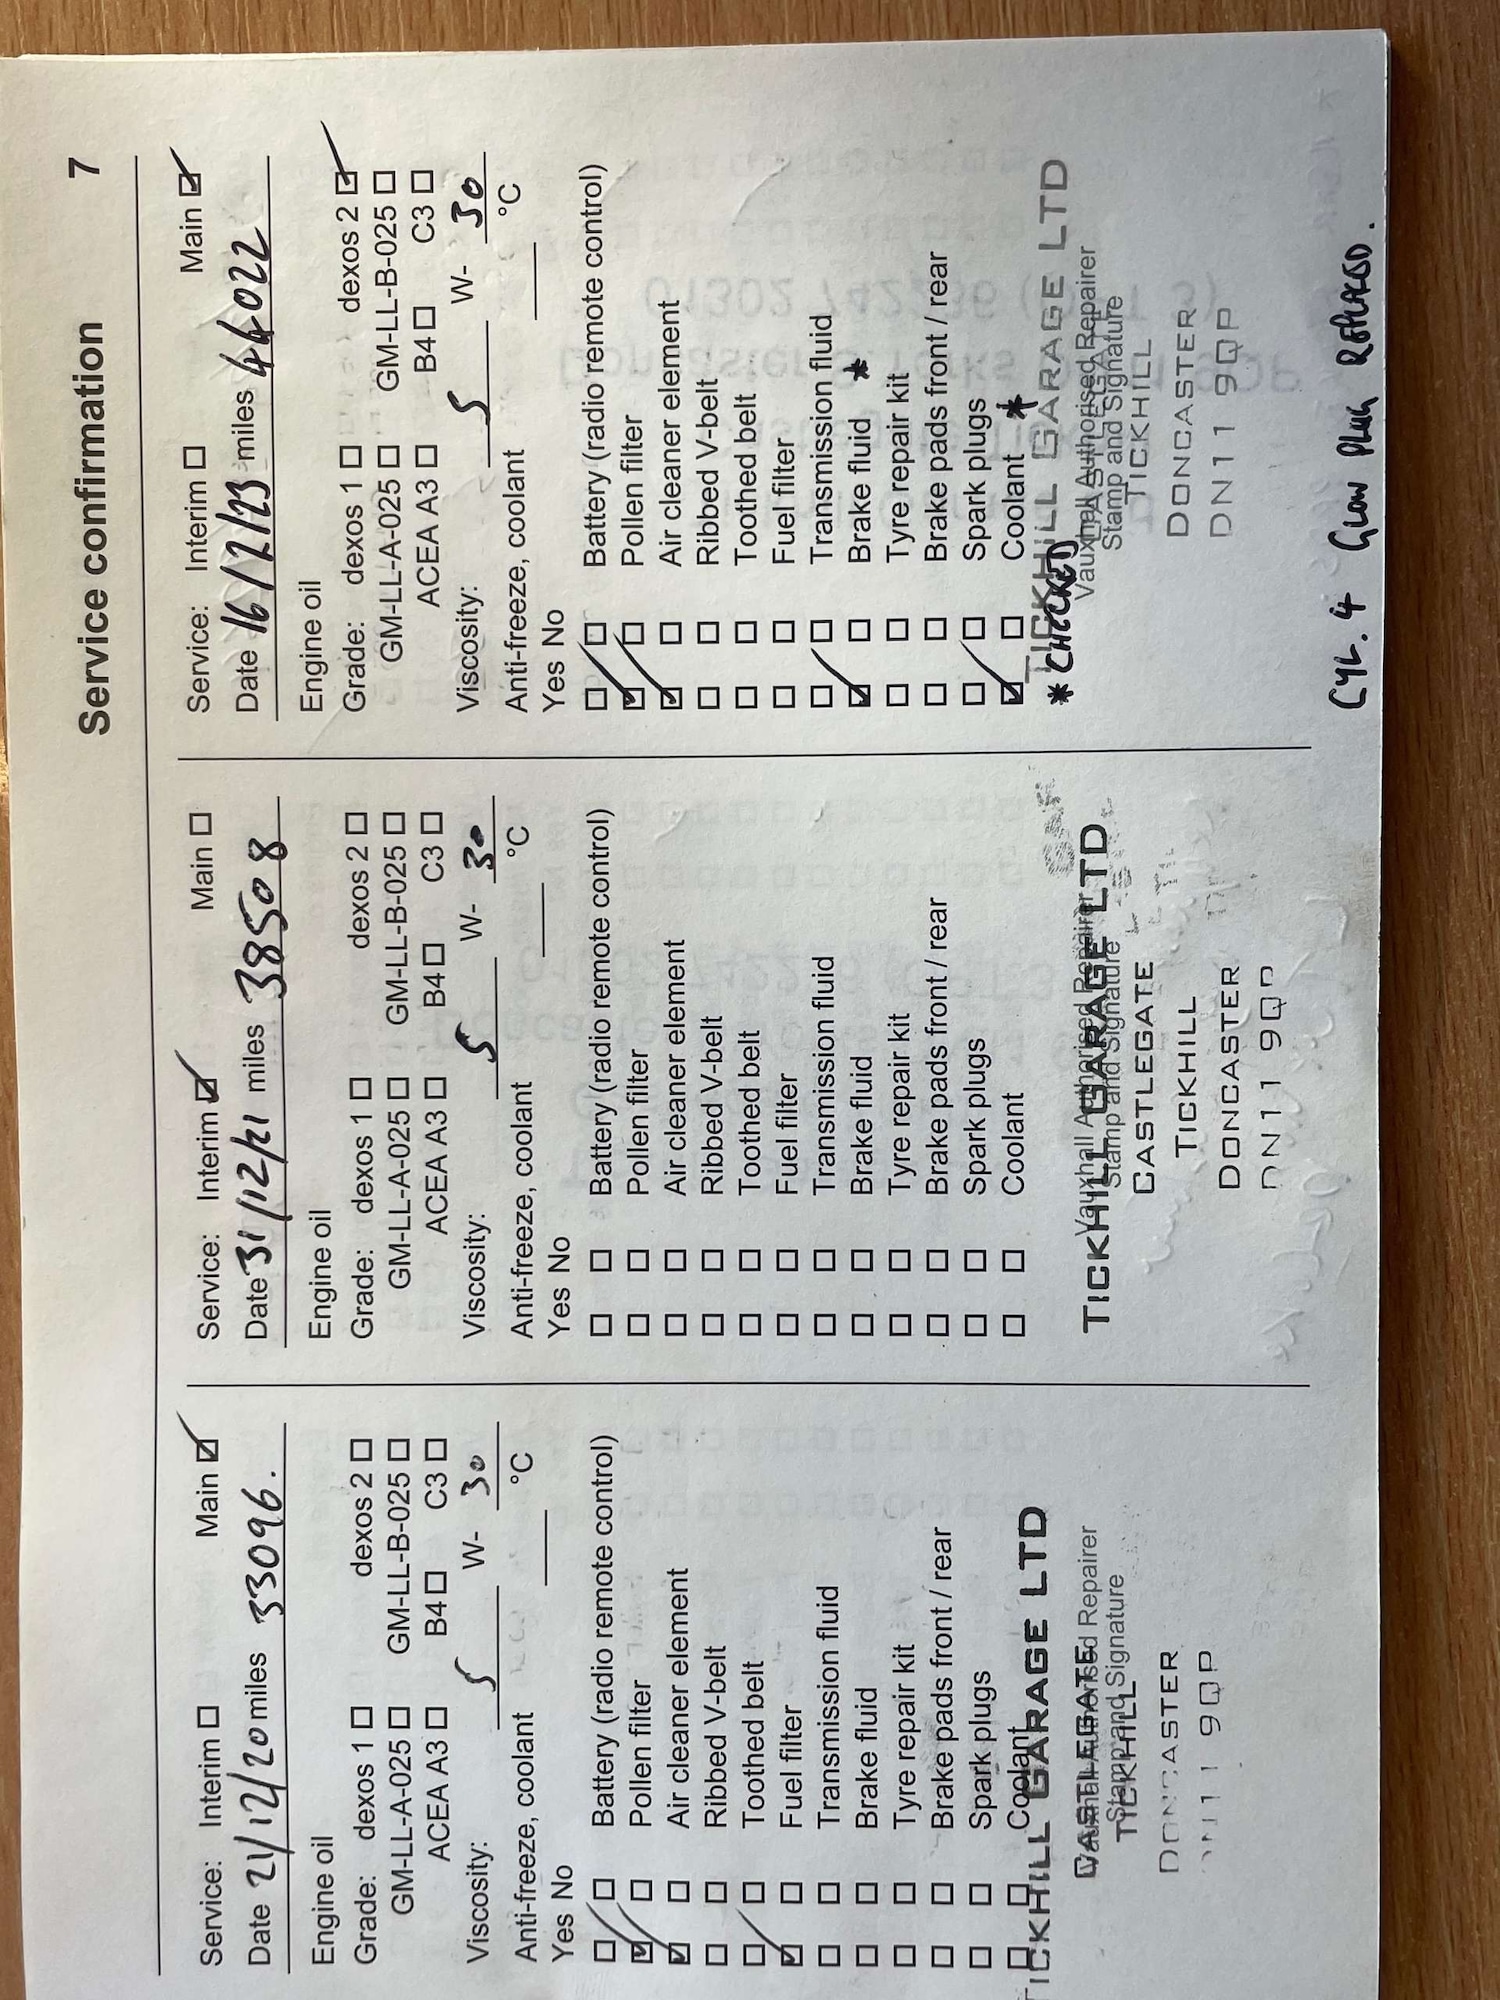 Service confirmation 7
Service: Interim ☐ Main ☑
Date 21/12/20 miles 33096.
Engine oil
Grade: dexos 1 ☐ dexos 2 ☐
GM-LL-A-025 ☐ GM-LL-B-025 ☐
ACEA A3 ☐ B4 ☐ C3 ☐
Viscosity: 5 W- 30
Anti-freeze, coolant °C
Yes No
☐ ☐ Battery (radio remote control)
☑ ☐ Pollen filter
☑ ☐ Air cleaner element
☐ ☐ Ribbed V-belt
☐ ☐ Toothed belt
☑ ☐ Fuel filter
☐ ☐ Transmission fluid
☐ ☐ Brake fluid
☐ ☐ Tyre repair kit
☐ ☐ Brake pads front / rear
☐ ☐ Spark plugs
☐ ☐ Coolant
TICKHILL GARAGE LTD
CASTLEGATE
Vauxhall Authorised Repairer
Stamp and Signature
TICKHILL
DONCASTER
DN11 9QP
Service: Interim ☑ Main ☐
Date 31/12/21 miles 38508
Engine oil
Grade: dexos 1 ☐ dexos 2 ☐
GM-LL-A-025 ☐ GM-LL-B-025 ☐
ACEA A3 ☐ B4 ☐ C3 ☐
Viscosity: 5 W- 30
Anti-freeze, coolant °C
Yes No
☐ ☐ Battery (radio remote control)
☐ ☐ Pollen filter
☐ ☐ Air cleaner element
☐ ☐ Ribbed V-belt
☐ ☐ Toothed belt
☐ ☐ Fuel filter
☐ ☐ Transmission fluid
☐ ☐ Brake fluid
☐ ☐ Tyre repair kit
☐ ☐ Brake pads front / rear
☐ ☐ Spark plugs
☐ ☐ Coolant
Vauxhall Authorised Repairer
TICKHILL GARAGE LTD
Stamp and Signature
CASTLEGATE
TICKHILL
DONCASTER
DN11 9QP
Service: Interim ☐ Main ☑
Date 16/2/23 miles 44022
Engine oil
Grade: dexos 1 ☐ dexos 2 ☑
GM-LL-A-025 ☐ GM-LL-B-025 ☐
ACEA A3 ☐ B4 ☐ C3 ☐
Viscosity: 5 W- 30
Anti-freeze, coolant °C
Yes No
☐ ☐ Battery (radio remote control)
☑ ☐ Pollen filter
☑ ☐ Air cleaner element
☐ ☐ Ribbed V-belt
☐ ☐ Toothed belt
☐ ☐ Fuel filter
☐ ☐ Transmission fluid
☑ ☐ Brake fluid *
☐ ☐ Tyre repair kit
☐ ☐ Brake pads front / rear
☐ ☐ Spark plugs
☑ ☐ Coolant *
TICKHILL GARAGE LTD
* CHECKED
Vauxhall Authorised Repairer
Stamp and Signature
TICKHILL
DONCASTER
DN11 9QP
CYL. 4 GLOW PLUG REPLACED.